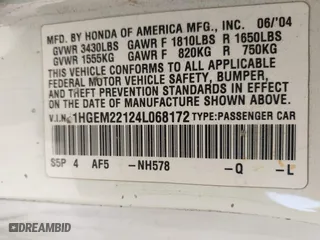 MFD. BY HONDA OF AMERICA MFG., INC. 06/'04
GVWR 3430LBS GAWR F 1810LBS R 1650LBS
GVWR 1555KG GAWR F 820KG R 750KG
THIS VEHICLE CONFORMS TO ALL APPLICABLE
FEDERAL MOTOR VEHICLE SAFETY, BUMPER,
AND THEFT PREVENTION STANDARDS IN EFFECT ON
THE DATE OF MANUFACTURE SHOWN ABOVE.
V.I.N. 1HGEM22124L068172 TYPE: PASSENGER CAR
S5P 4 AF5 -NH578 -Q -L
© DREAMBID
DREAMBID.COM